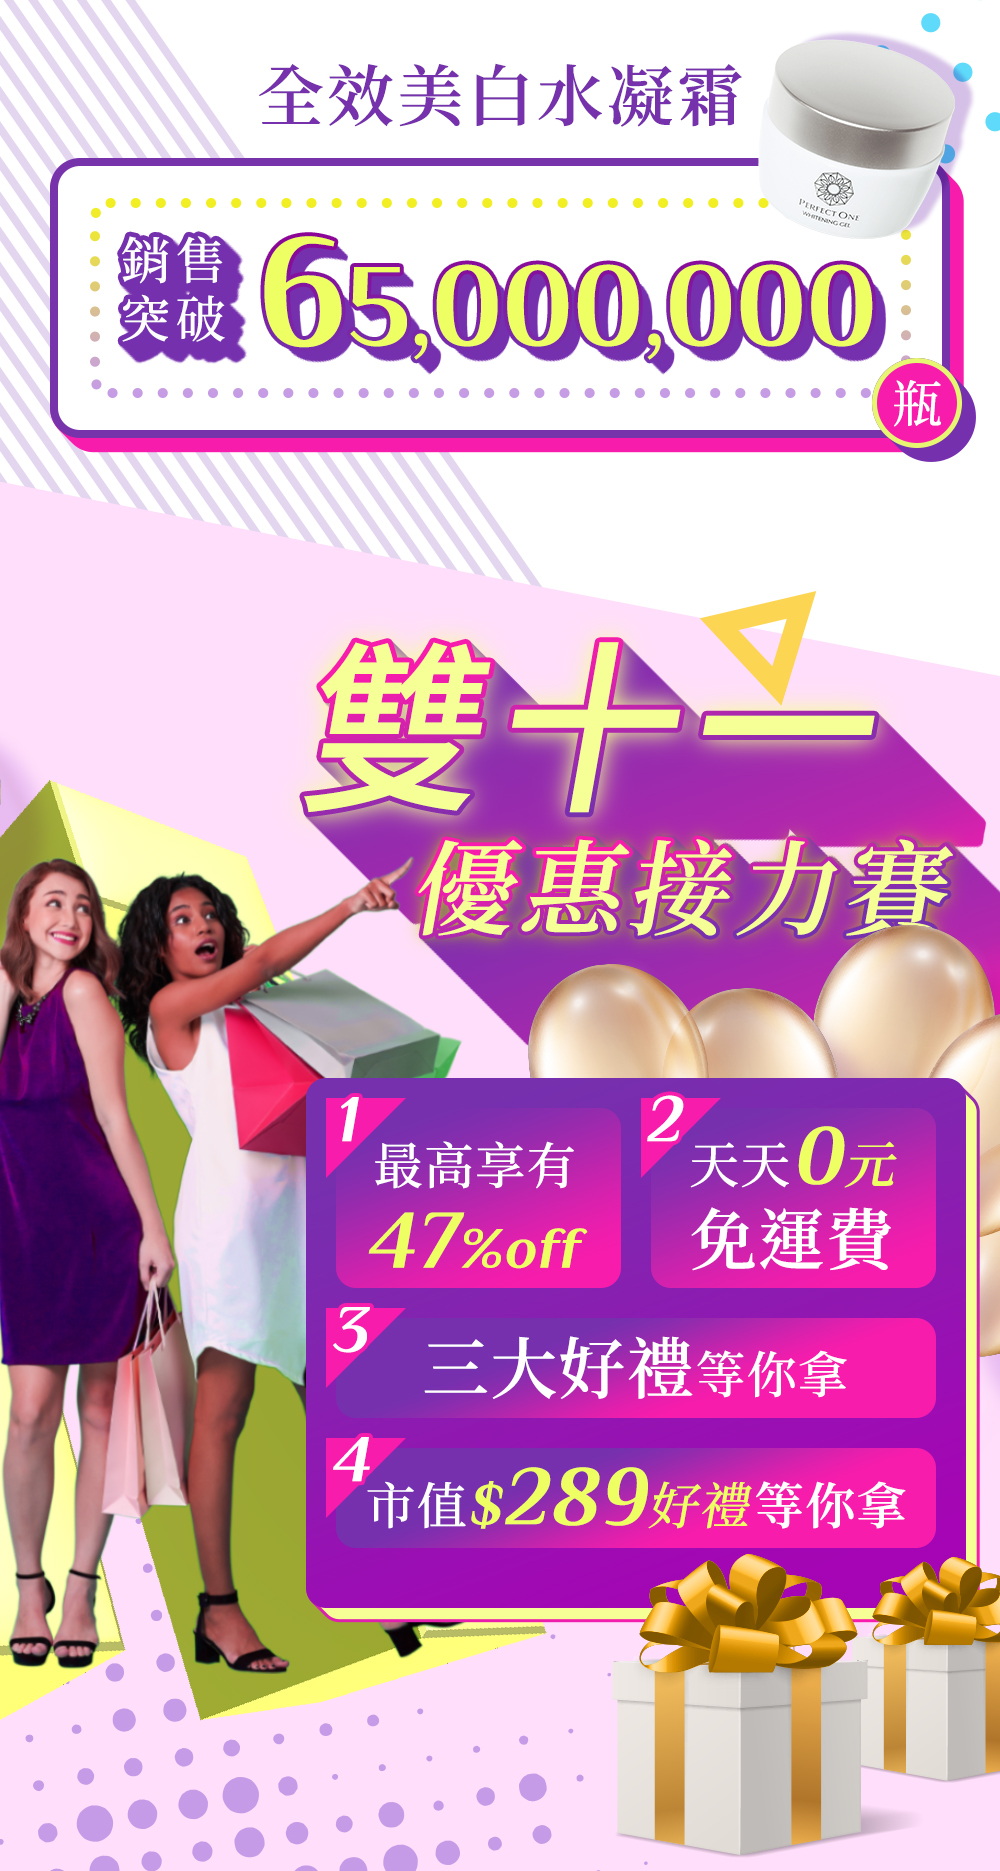 全效美白水凝霜
PERFECT ONE
WHITENING GEL
銷售
突破
65,000,000
瓶
雙十一
優惠接力賽
1
最高享有
47%off
2
天天0元
免運費
3
三大好禮等你拿
4
市值$289好禮等你拿